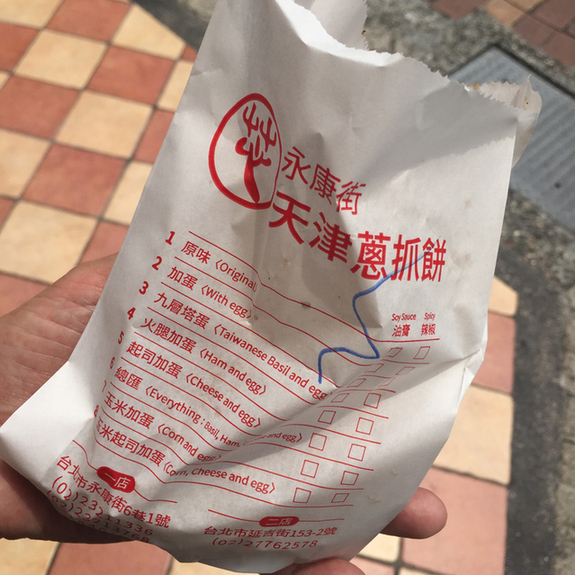 永康街
天津蔥抓餅
Soy Sauce Spicy
油膏 辣椒
1 原味〈Original
2 加蛋〈With egg〉
3 九層塔蛋〈Taiwanese Basil and egg〉
4 火腿加蛋〈Ham and egg〉
5 起司加蛋〈Cheese and egg〉
6 總匯〈Everything : Basil, Ham, and egg〉
玉米加蛋〈Corn and egg〉
玉米起司加蛋〈Corn, Cheese and egg〉
一店
台北市永康街6巷1號
二店
台北市延吉街153-2號
(02)27762578